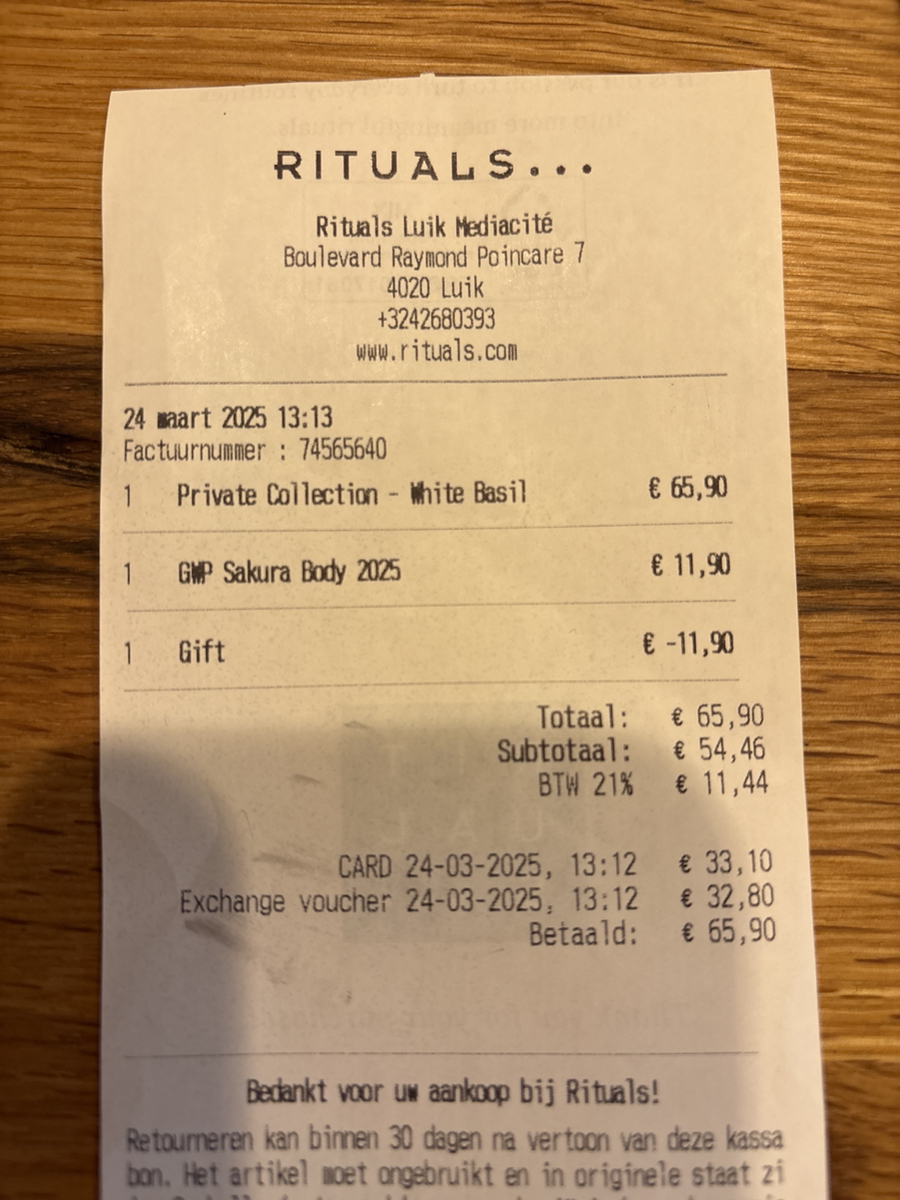 RITUALS...
Rituals Luik Mediacité
Boulevard Raymond Poincare 7
4020 Luik
+3242680393
www.rituals.com
24 maart 2025 13:13
Factuurnummer : 74565640
1 Private Collection - White Basil € 65,90
1 GWP Sakura Body 2025 € 11,90
1 Gift € -11,90
Totaal: € 65,90
Subtotaal: € 54,46
BTW 21% € 11,44
CARD 24-03-2025, 13:12 € 33,10
Exchange voucher 24-03-2025, 13:12 € 32,80
Betaald: € 65,90
Bedankt voor uw aankoop bij Rituals!
Retourneren kan binnen 30 dagen na vertoon van deze kassa
bon. Het artikel moet ongebruikt en in originele staat zi